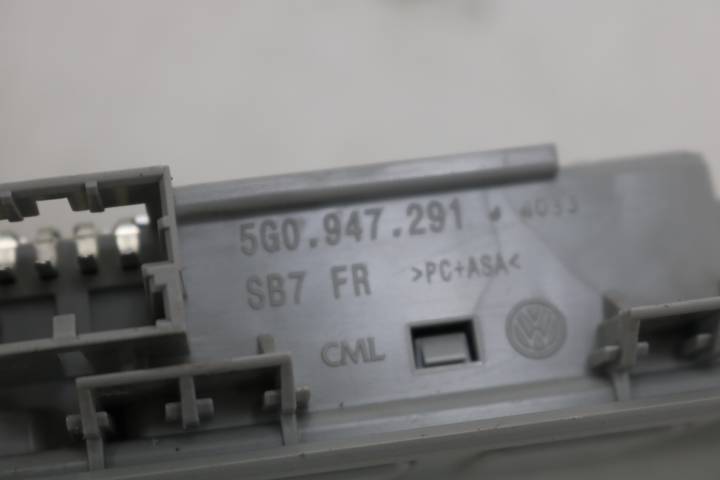 5G0.947.291
SB7 FR >PC+ASA<
CML